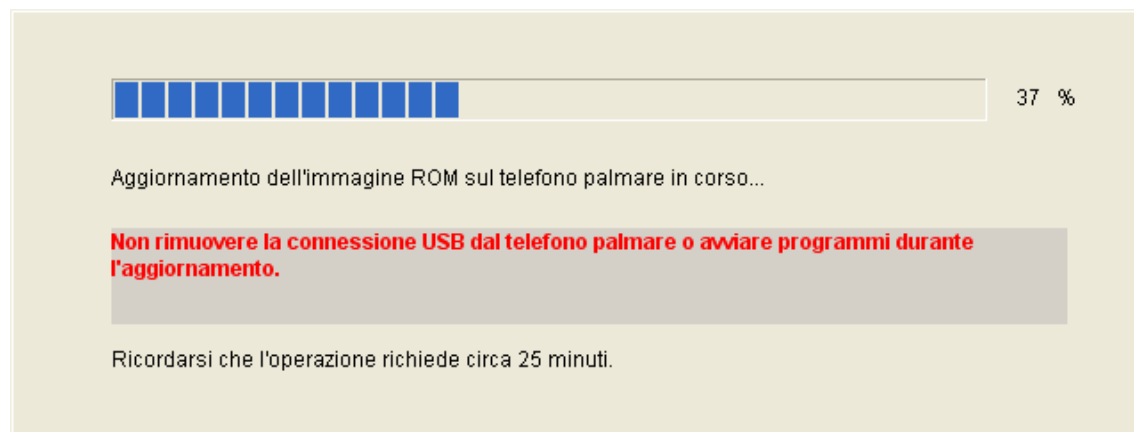 37 %
Aggiornamento dell'immagine ROM sul telefono palmare in corso...
Non rimuovere la connessione USB dal telefono palmare o avviare programmi durante
l'aggiornamento.
Ricordarsi che l'operazione richiede circa 25 minuti.